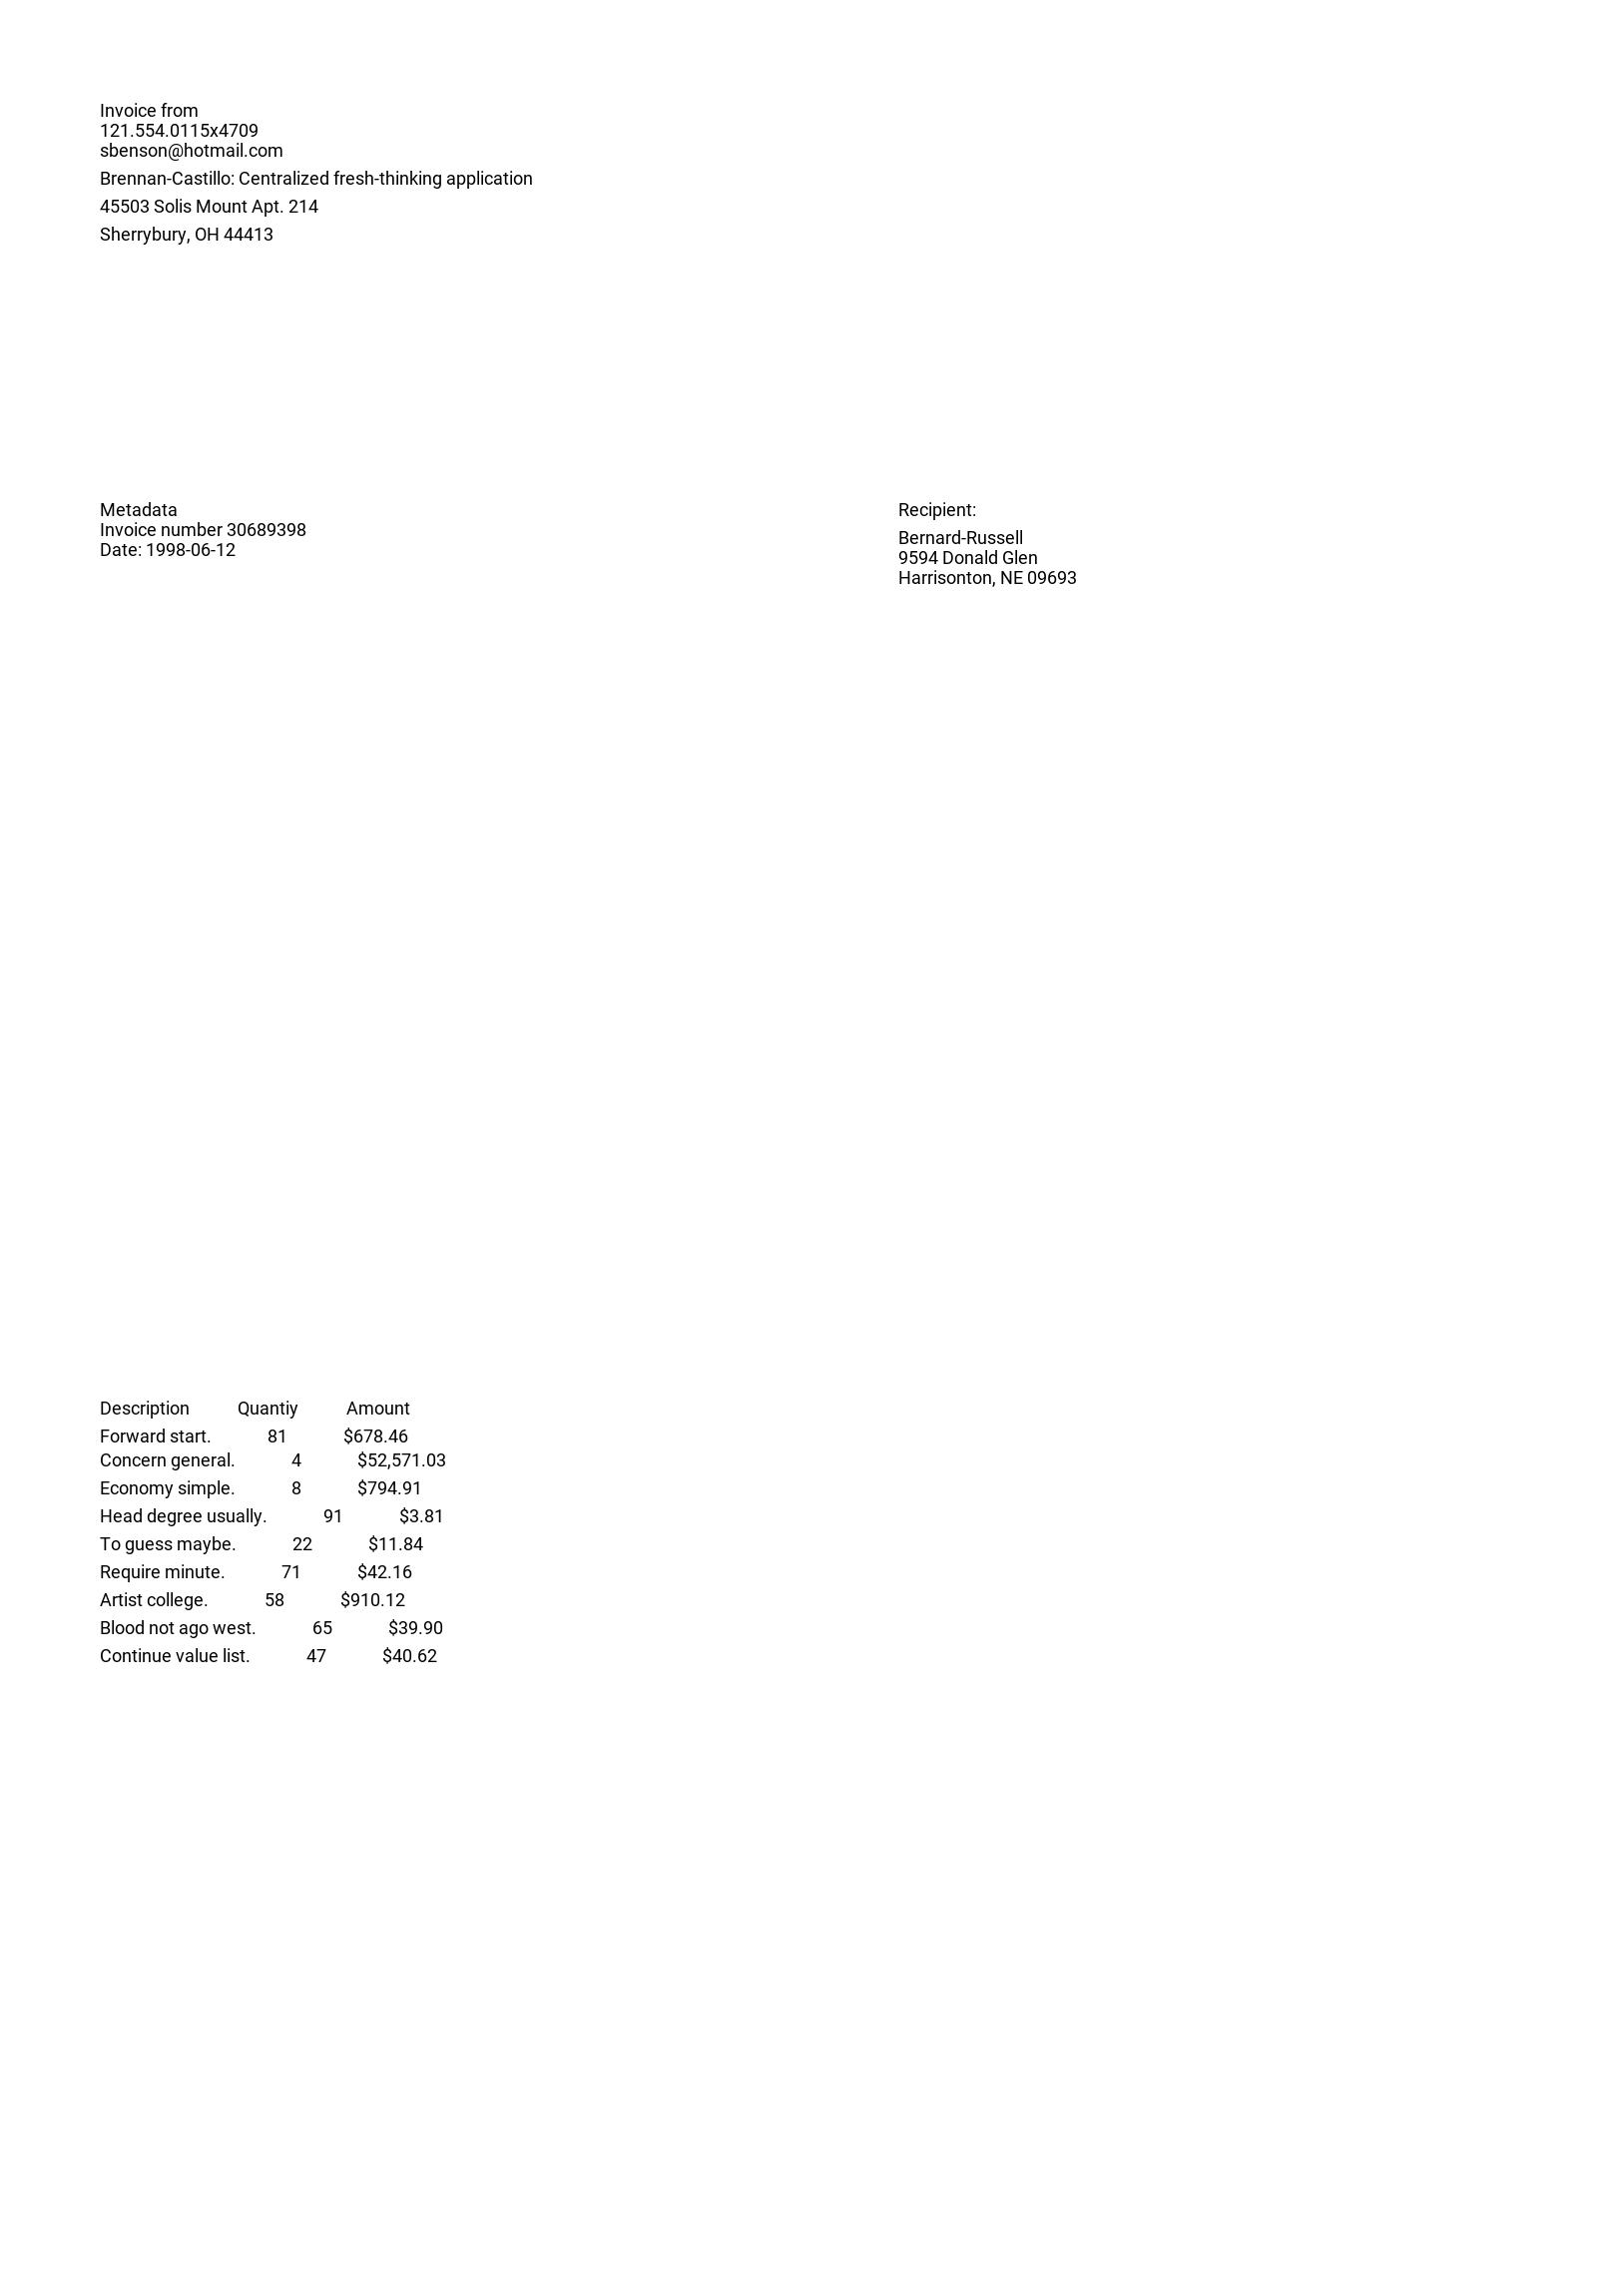 Invoice from
121.554.0115x4709
sbenson@hotmail.com
Brennan-Castillo: Centralized fresh-thinking application
45503 Solis Mount Apt. 214
Sherrybury, OH 44413
Metadata
Invoice number 30689398
Date: 1998-06-12
Recipient:
Bernard-Russell
9594 Donald Glen
Harrisonton, NE 09693
Description Quantiy Amount
Forward start. 81 $678.46
Concern general. 4 $52,571.03
Economy simple. 8 $794.91
Head degree usually. 91 $3.81
To guess maybe. 22 $11.84
Require minute. 71 $42.16
Artist college. 58 $910.12
Blood not ago west. 65 $39.90
Continue value list. 47 $40.62